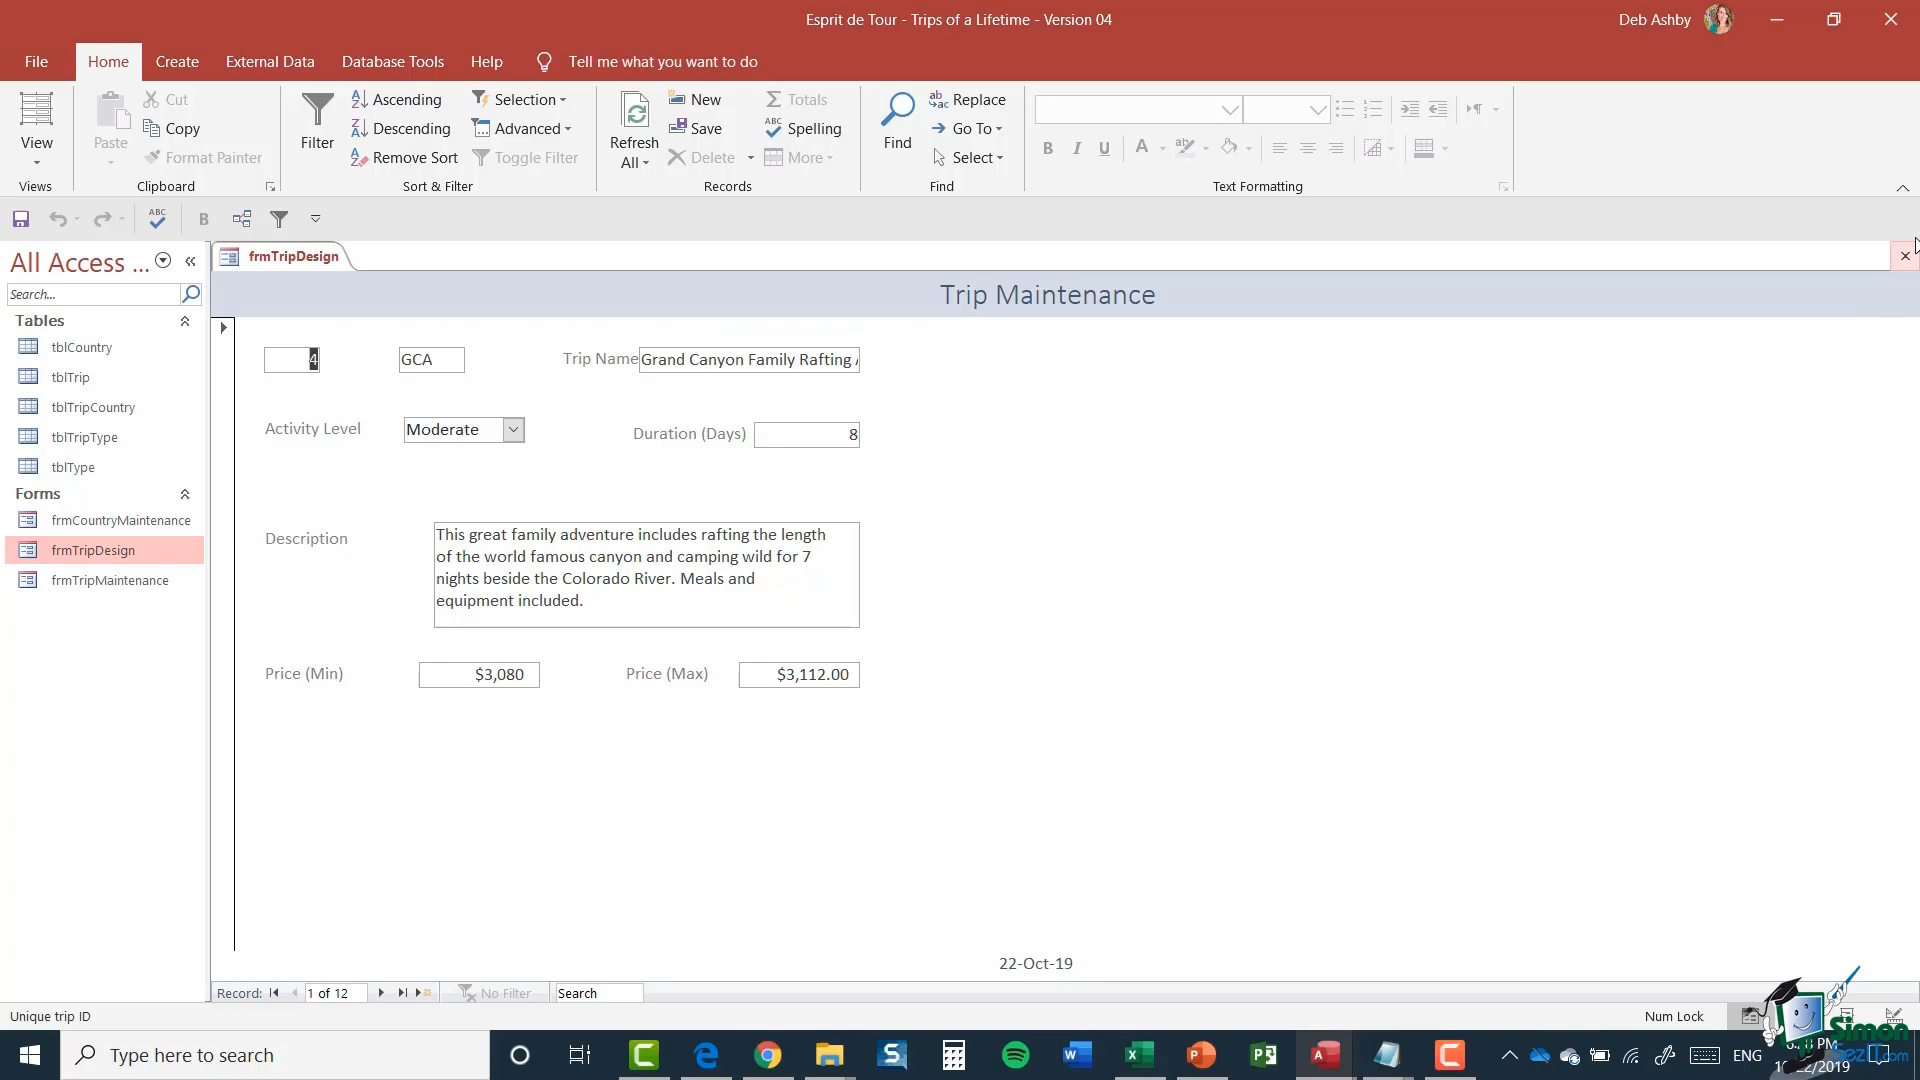 Esprit de Tour - Trips of a Lifetime - Version 04
Deb Ashby
File
Home
Create
External Data
Database Tools
Help
Tell me what you want to do
View
Views
Paste
Cut
Copy
Format Painter
Clipboard
Filter
Ascending
Descending
Remove Sort
Selection
Advanced
Toggle Filter
Sort & Filter
Refresh
All
New
Save
Delete
Totals
Spelling
More
Records
Find
Replace
Go To
Select
Find
B I U A
Text Formatting
All Access ...
Search...
Tables
tblCountry
tblTrip
tblTripCountry
tblTripType
tblType
Forms
frmCountryMaintenance
frmTripDesign
frmTripMaintenance
frmTripDesign
Trip Maintenance
4
GCA
Trip Name
Grand Canyon Family Rafting
Activity Level
Moderate
Duration (Days)
8
Description
This great family adventure includes rafting the length
of the world famous canyon and camping wild for 7
nights beside the Colorado River. Meals and
equipment included.
Price (Min)
$3,080
Price (Max)
$3,112.00
22-Oct-19
Record:
1 of 12
No Filter
Search
Unique trip ID
Num Lock
Type here to search
ENG
Simon
SezIT.com